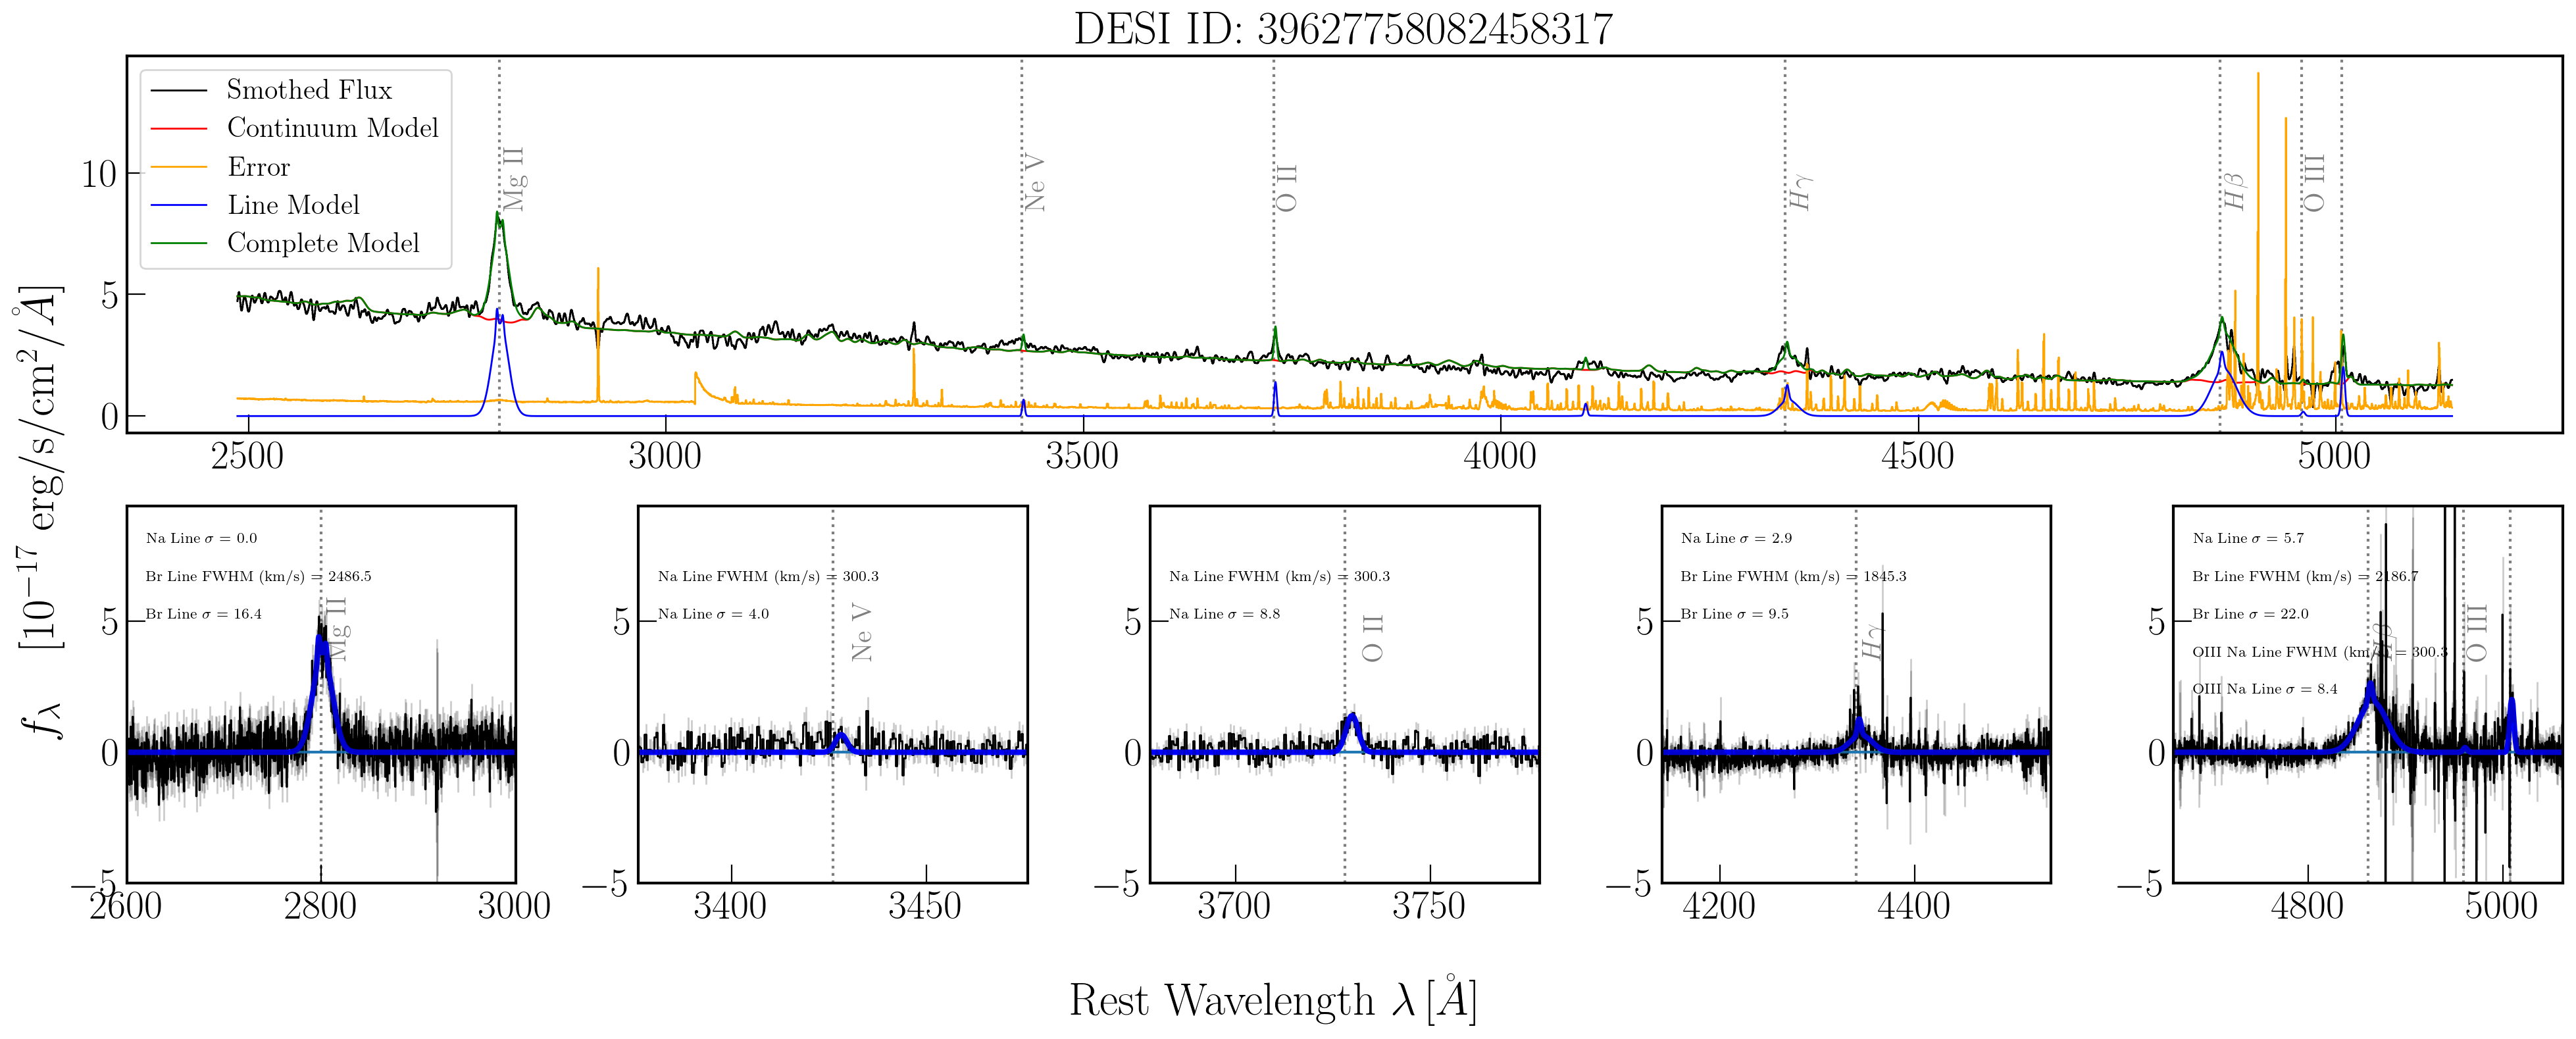 DESI ID: 39627758082458317
Smothed Flux
Continuum Model
Error
Line Model
Complete Model
Mg II
Ne V
O II
Hγ
Hβ
O III
10
5
0
2500 3000 3500 4000 4500 5000
f_λ [10^{-17} erg/s/cm^2/Å]
Na Line σ = 0.0
Br Line FWHM (km/s) = 2486.5
Br Line σ = 16.4
Mg II
5
0
−5
2600 2800 3000
Na Line FWHM (km/s) = 300.3
Na Line σ = 4.0
Ne V
5
0
−5
3400 3450
Na Line FWHM (km/s) = 300.3
Na Line σ = 8.8
O II
5
0
−5
3700 3750
Na Line σ = 2.9
Br Line FWHM (km/s) = 1845.3
Br Line σ = 9.5
Hγ
5
0
−5
4200 4400
Na Line σ = 5.7
Br Line FWHM (km/s) = 2186.7
Br Line σ = 22.0
OIII Na Line FWHM (km/s) = 300.3
OIII Na Line σ = 8.4
Hβ
O III
5
0
−5
4800 5000
Rest Wavelength λ [Å]